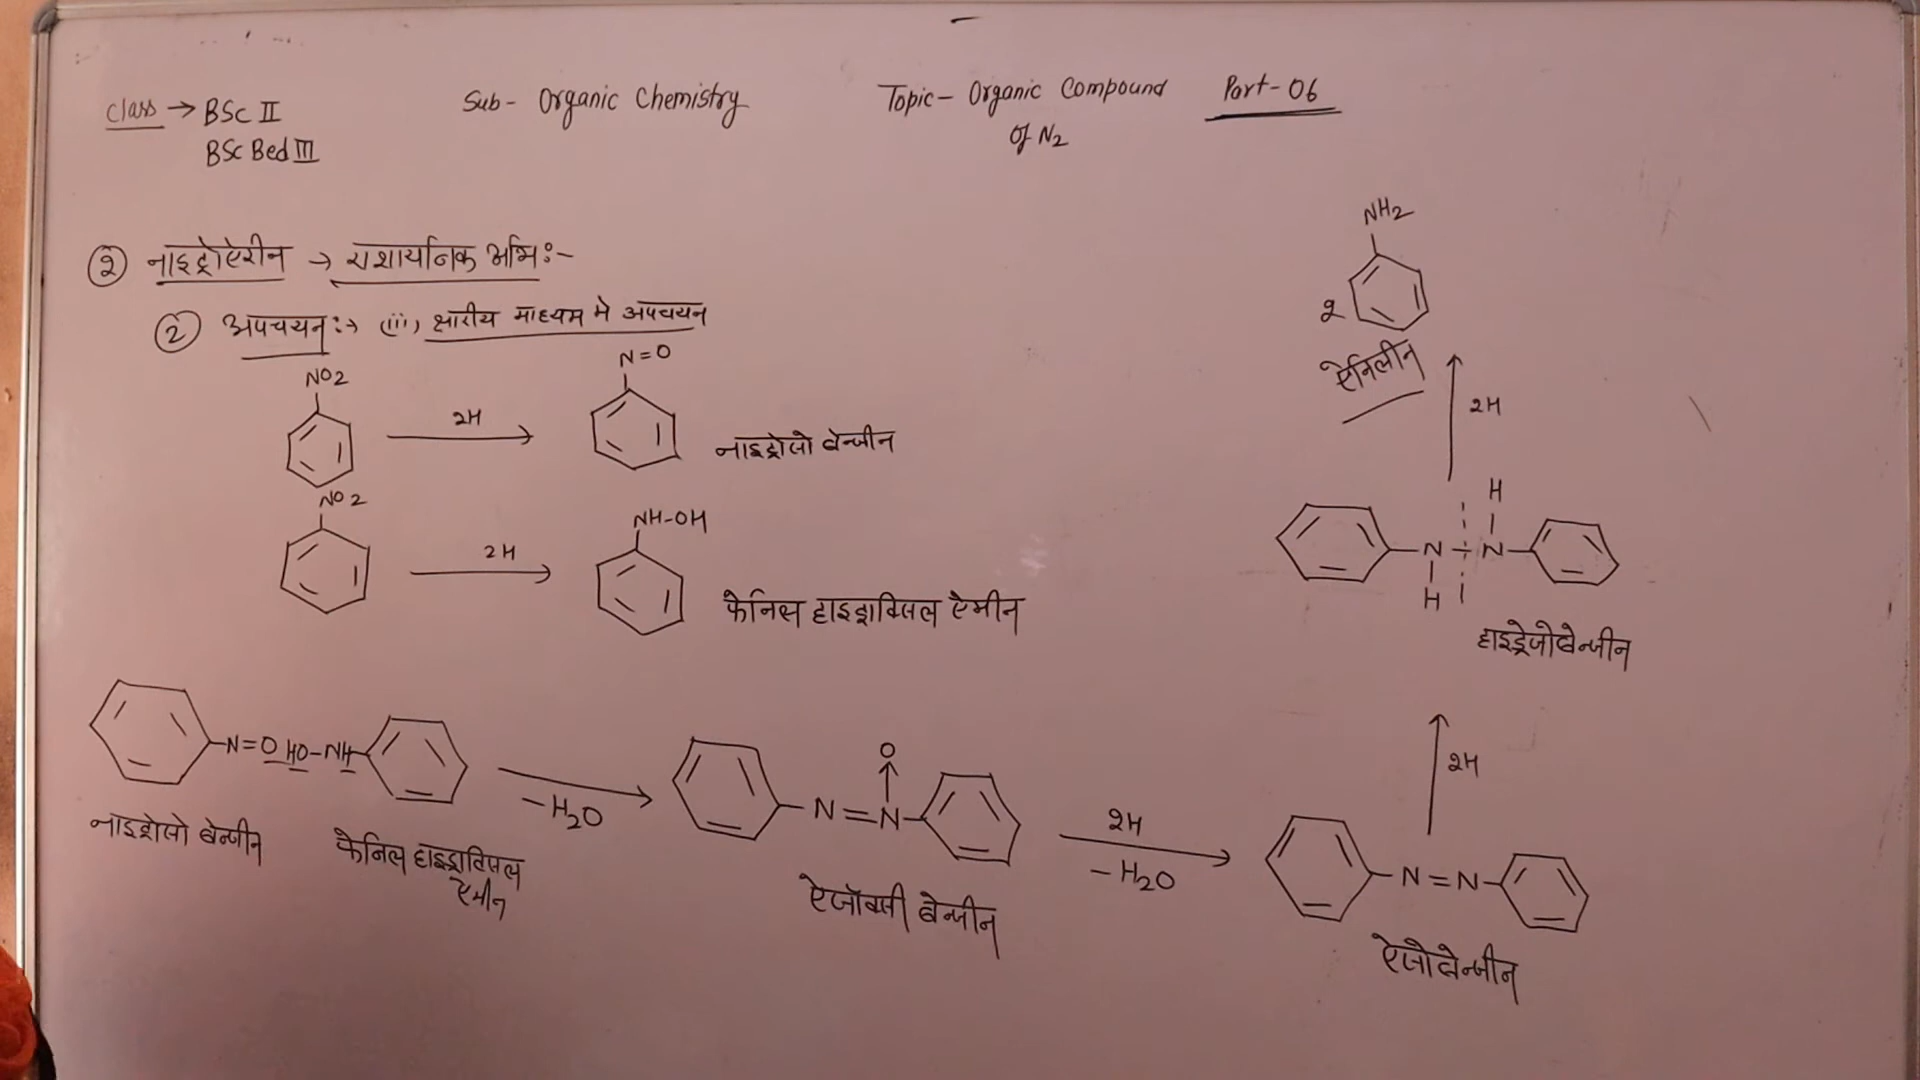 Class → BSc II
BSc Bed III
Sub- Organic Chemistry
Topic- Organic Compound
of N2
Part-06
२ नाइट्रोऐरीन → रासायनिक अभि:-
2 अपचयन:→ (iii) क्षारीय माध्यम मे अपचयन
NO2
2H
N=O
नाइट्रोसो बेन्जीन
NO2
2H
NH-OH
फेनिल हाइड्राक्सिल ऐमीन
N=O HO-NH
नाइट्रोसो बेन्जीन
फेनिल हाइड्राक्सिल
ऐमीन
-H2O
O
N=N
ऐजॉक्सी बेन्जीन
2H
-H2O
N=N
ऐजोबेन्जीन
2H
H
N-N
H
हाइड्रेजोबेन्जीन
2H
NH2
2
ऐनिलीन